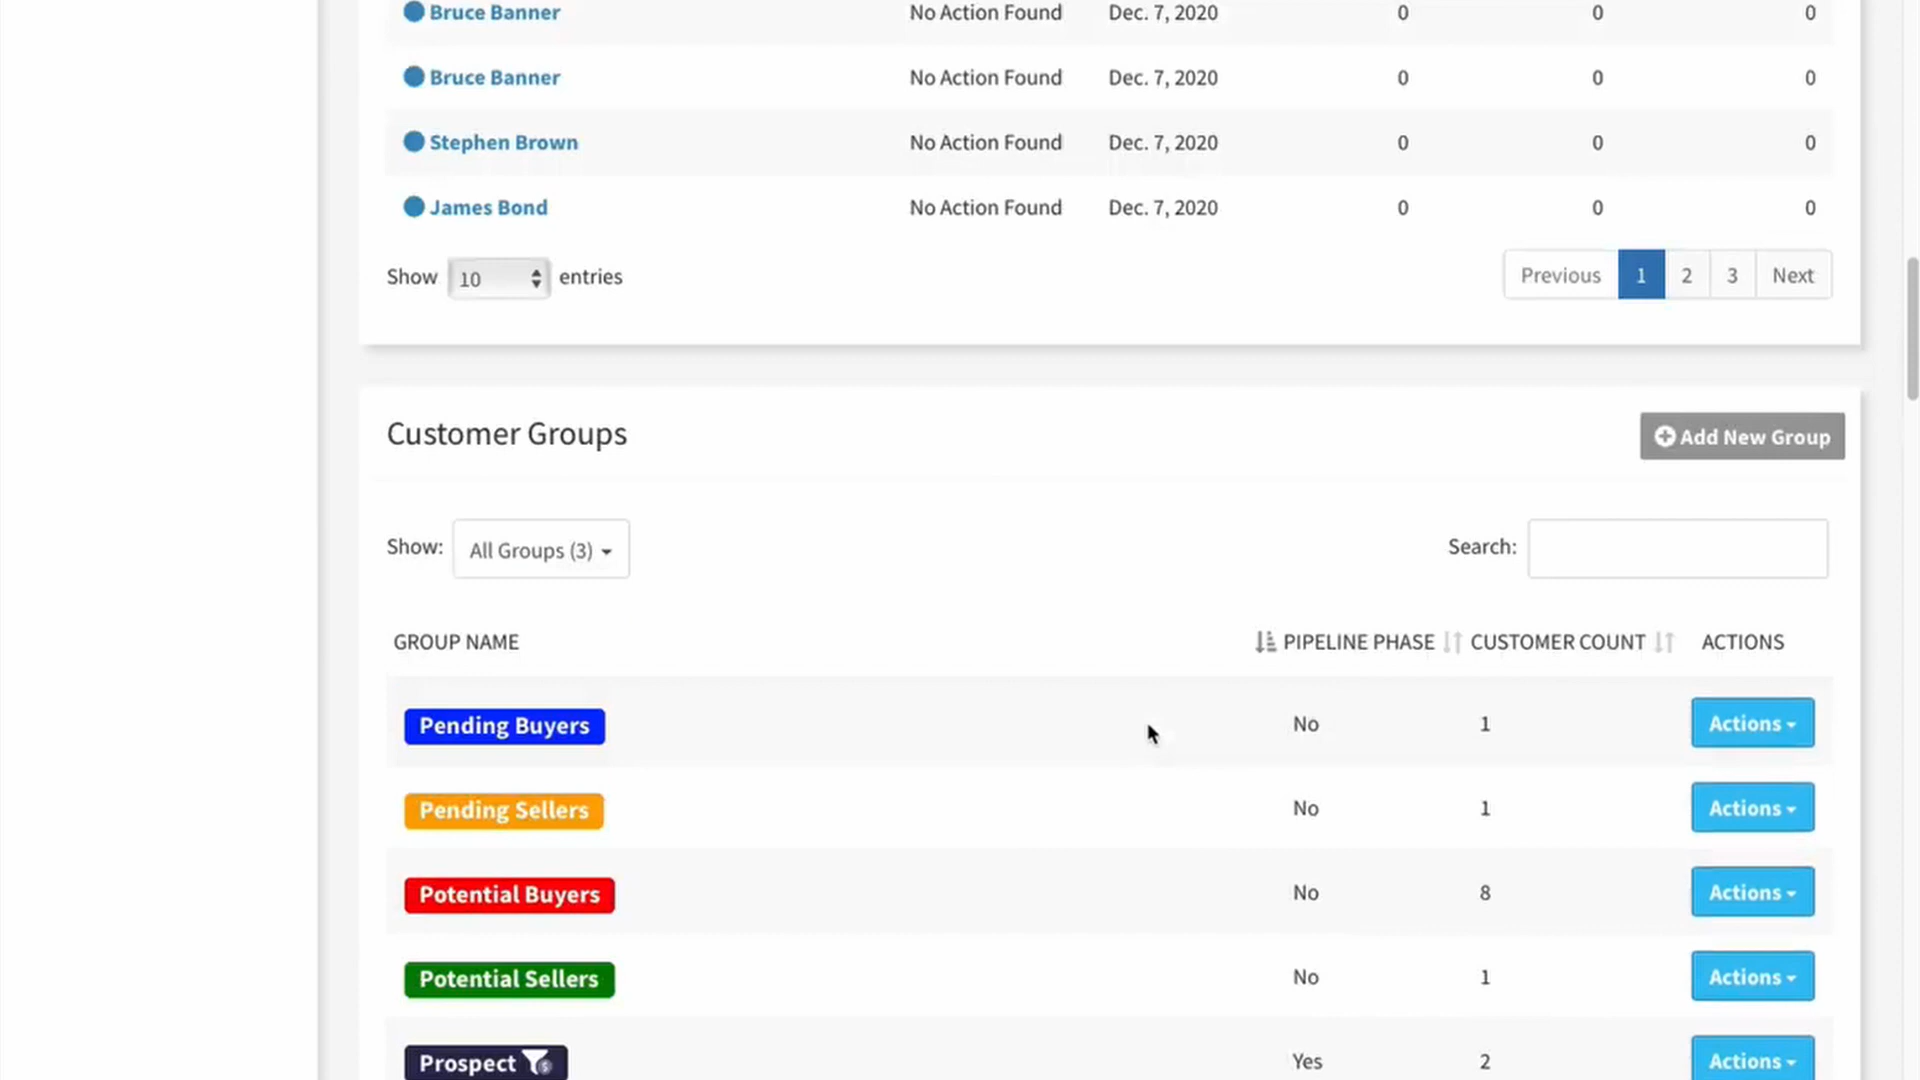 Bruce Banner No Action Found Dec. 7, 2020 0 0 0
Bruce Banner No Action Found Dec. 7, 2020 0 0 0
Stephen Brown No Action Found Dec. 7, 2020 0 0 0
James Bond No Action Found Dec. 7, 2020 0 0 0
Show 10 entries Previous 1 2 3 Next
Customer Groups Add New Group
Show: All Groups (3) Search:
GROUP NAME PIPELINE PHASE CUSTOMER COUNT ACTIONS
Pending Buyers No 1 Actions
Pending Sellers No 1 Actions
Potential Buyers No 8 Actions
Potential Sellers No 1 Actions
Prospect Yes 2 Actions